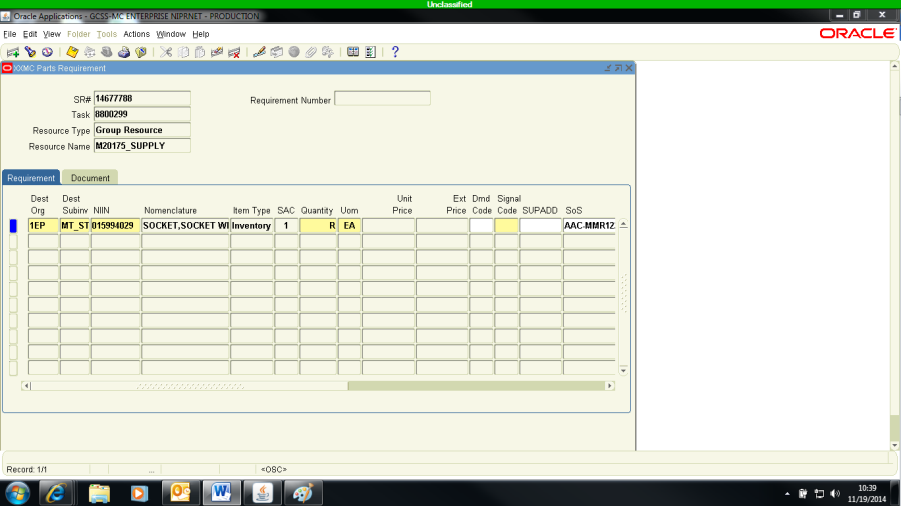 Unclassified
Oracle Applications - GCSS-MC ENTERPRISE NIPRNET - PRODUCTION
File Edit View Folder Tools Actions Window Help
ORACLE
XXMC Parts Requirement
SR# 14677788
Requirement Number
Task 8800299
Resource Type Group Resource
Resource Name M20175_SUPPLY
Requirement Document
Dest Dest Unit Ext Dmd Signal
Org Subinv NIIN Nomenclature Item Type SAC Quantity Uom Price Price Code Code SUPADD SoS
1EP MT_ST 015994029 SOCKET,SOCKET WI Inventory 1 R EA AAC-MMR12
Record: 1/1 ... <OSC>
10:39
11/19/2014